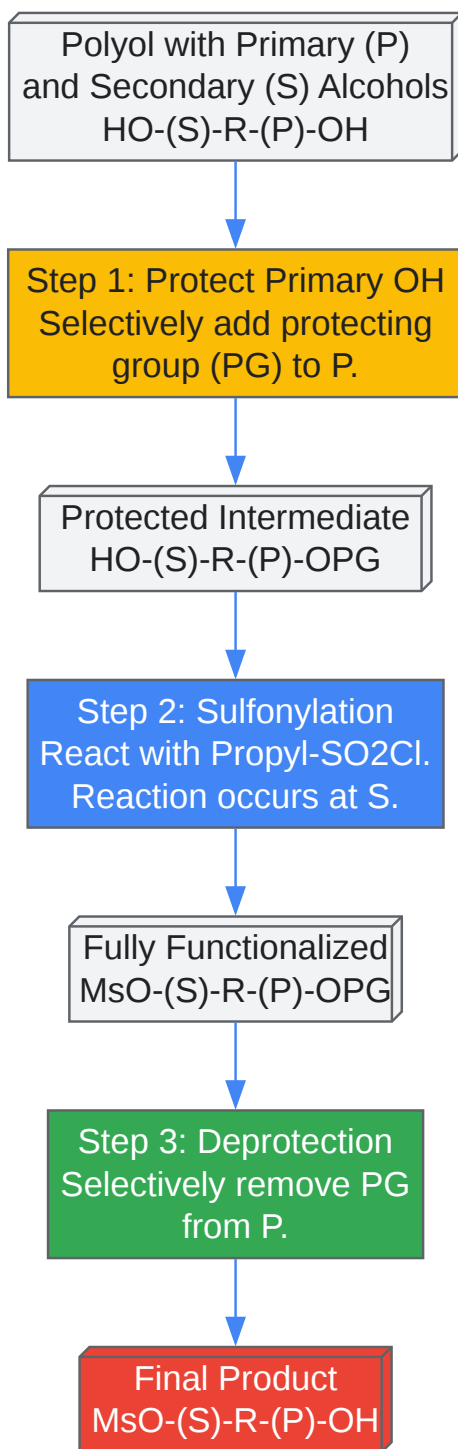 Polyol with Primary (P)
and Secondary (S) Alcohols
HO-(S)-R-(P)-OH
Step 1: Protect Primary OH
Selectively add protecting
group (PG) to P.
Protected Intermediate
HO-(S)-R-(P)-OPG
Step 2: Sulfonylation
React with Propyl-SO2Cl.
Reaction occurs at S.
Fully Functionalized
MsO-(S)-R-(P)-OPG
Step 3: Deprotection
Selectively remove PG
from P.
Final Product
MsO-(S)-R-(P)-OH